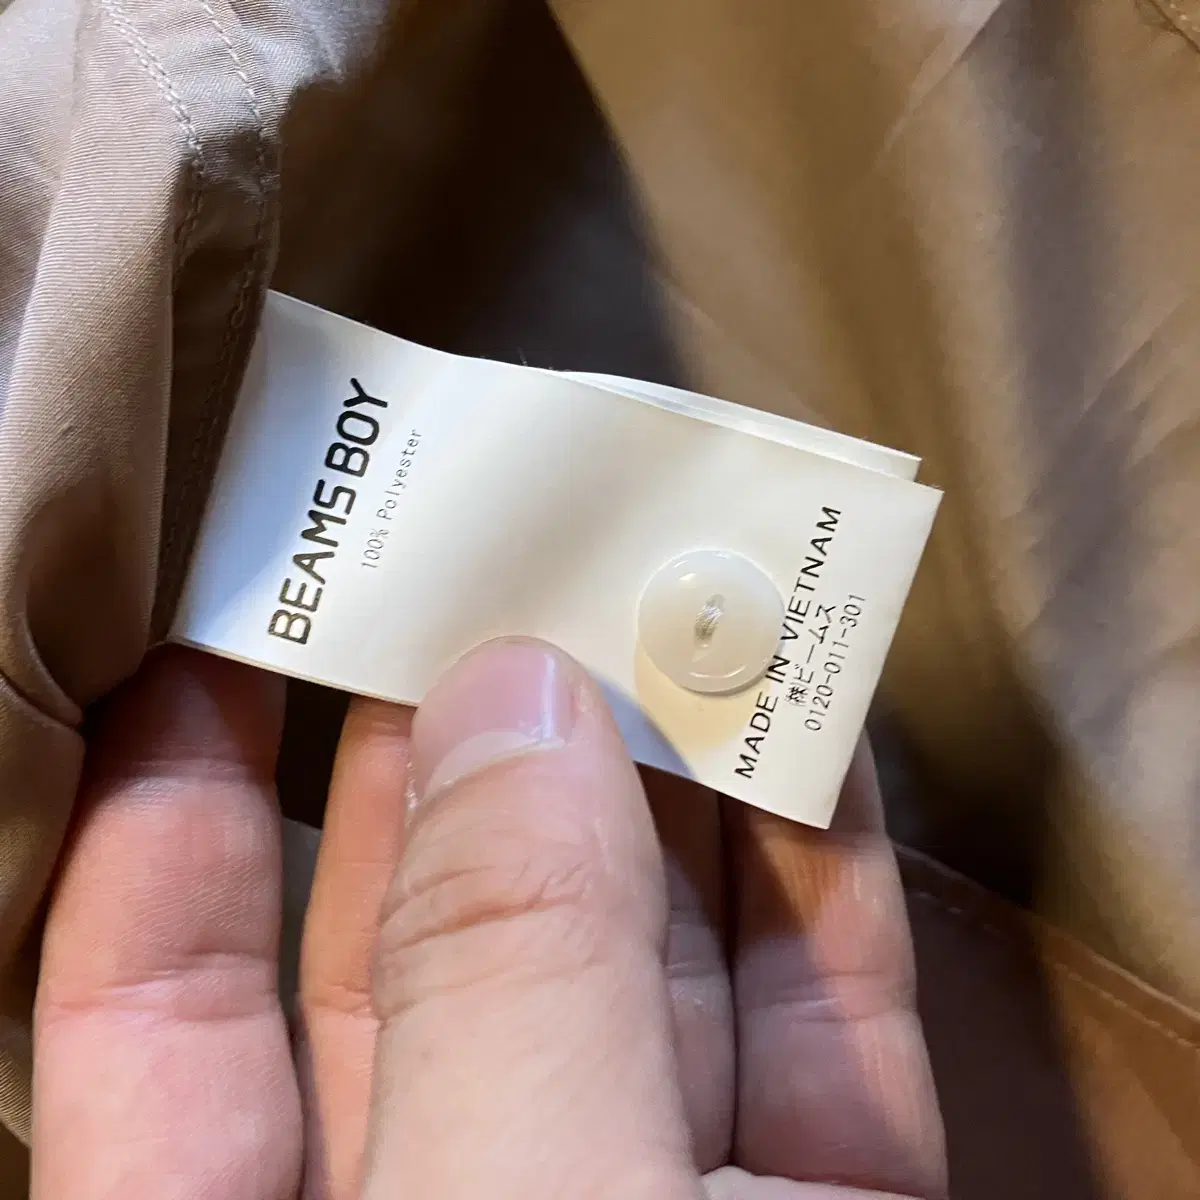 BEAMS BOY
100% Polyester
MADE IN VIETNAM
㈱ビームス
0120-011-301